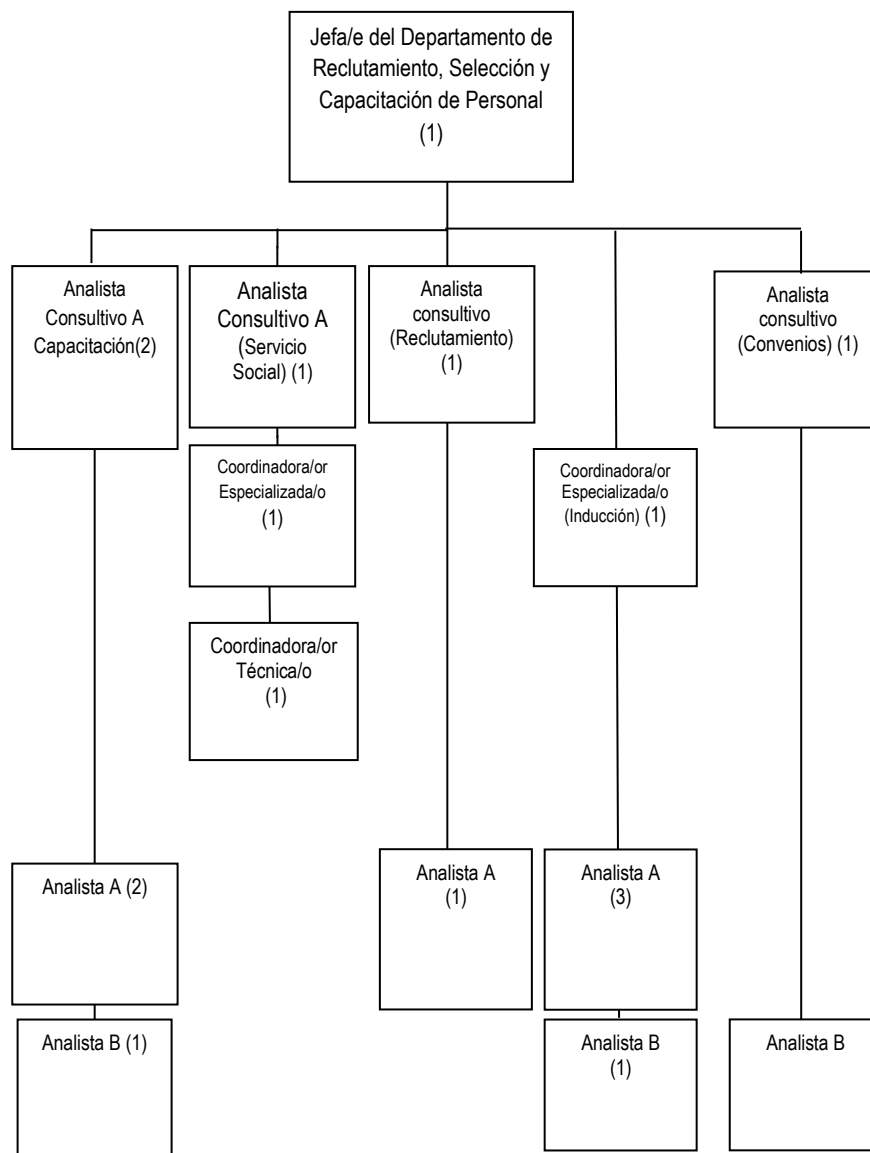 Jefa/e del Departamento de
Reclutamiento, Selección y
Capacitación de Personal
(1)
Analista
Consultivo A
Capacitación(2)
Analista
Consultivo A
(Servicio
Social) (1)
Analista
consultivo
(Reclutamiento)
(1)
Analista
consultivo
(Convenios) (1)
Coordinadora/or
Especializada/o
(1)
Coordinadora/or
Especializada/o
(Inducción) (1)
Coordinadora/or
Técnica/o
(1)
Analista A (2)
Analista A
(1)
Analista A
(3)
Analista B (1)
Analista B
(1)
Analista B